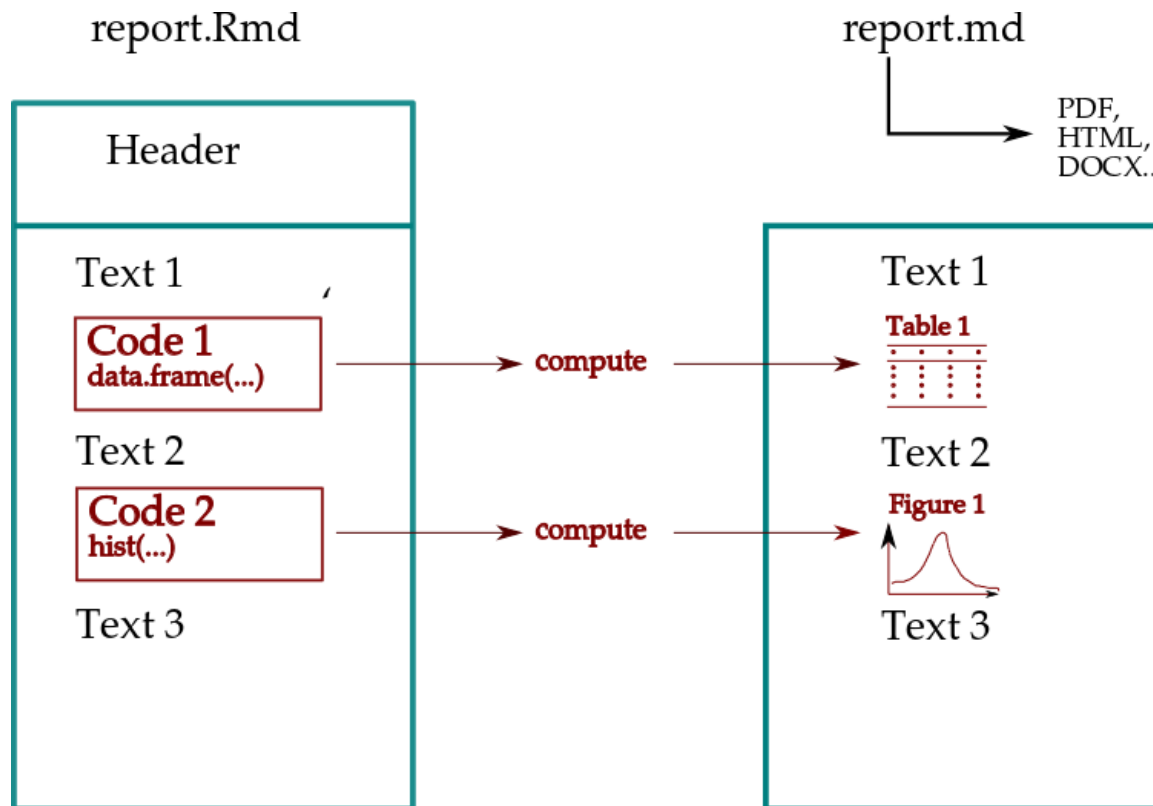 report.Rmd
Header
Text 1
Code 1
data.frame(...)
Text 2
Code 2
hist(...)
Text 3
compute
compute
report.md
PDF,
HTML,
DOCX..
Text 1
Table 1
Text 2
Figure 1
Text 3